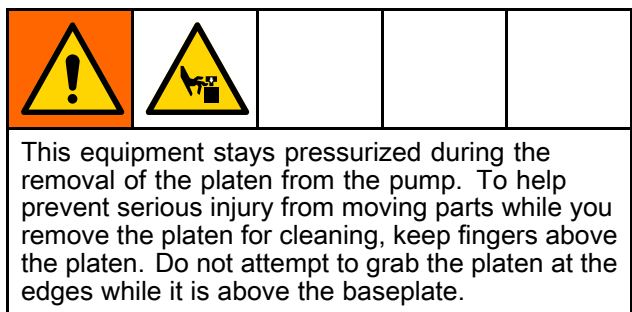 This equipment stays pressurized during the
removal of the platen from the pump. To help
prevent serious injury from moving parts while you
remove the platen for cleaning, keep fingers above
the platen. Do not attempt to grab the platen at the
edges while it is above the baseplate.